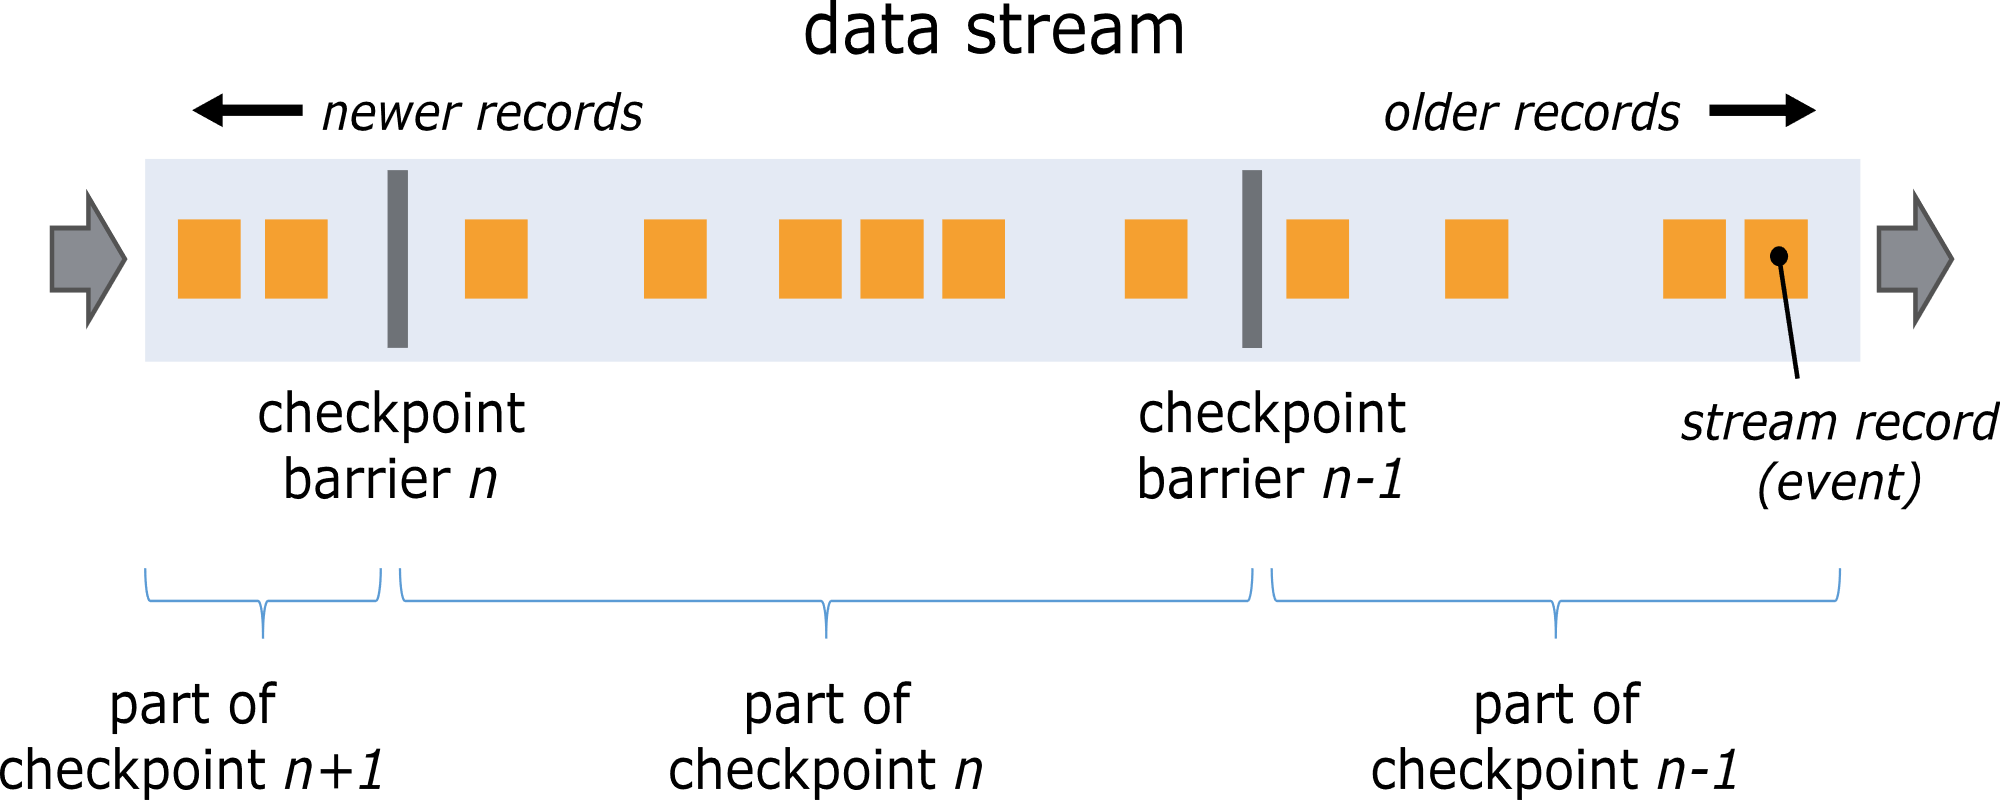 data stream
newer records
older records
checkpoint
barrier n
checkpoint
barrier n-1
stream record
(event)
part of
checkpoint n+1
part of
checkpoint n
part of
checkpoint n-1